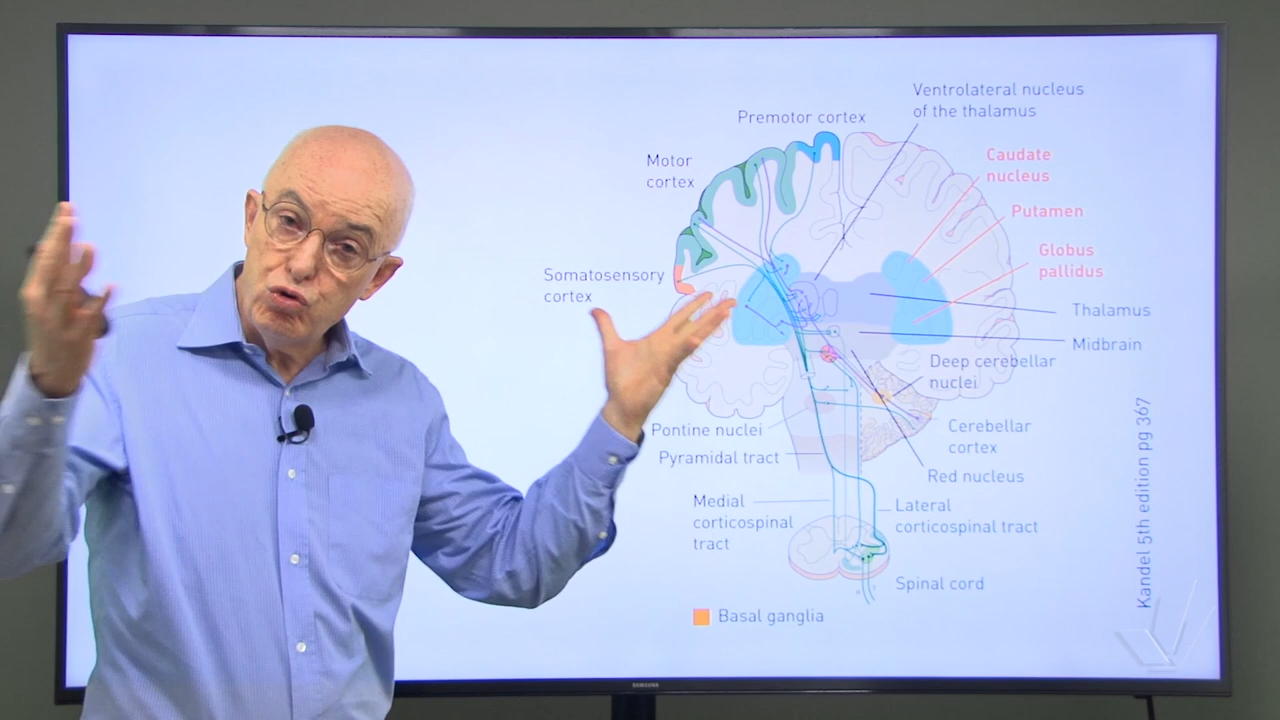 Ventrolateral nucleus
of the thalamus
Premotor cortex
Motor
cortex
Caudate
nucleus
Putamen
Globus
pallidus
Somatosensory
cortex
Thalamus
Midbrain
Deep cerebellar
nuclei
Pontine nuclei
Cerebellar
cortex
Pyramidal tract
Red nucleus
Medial
corticospinal
tract
Lateral
corticospinal tract
Spinal cord
Basal ganglia
Kandel 5th edition pg 367
SAMSUNG